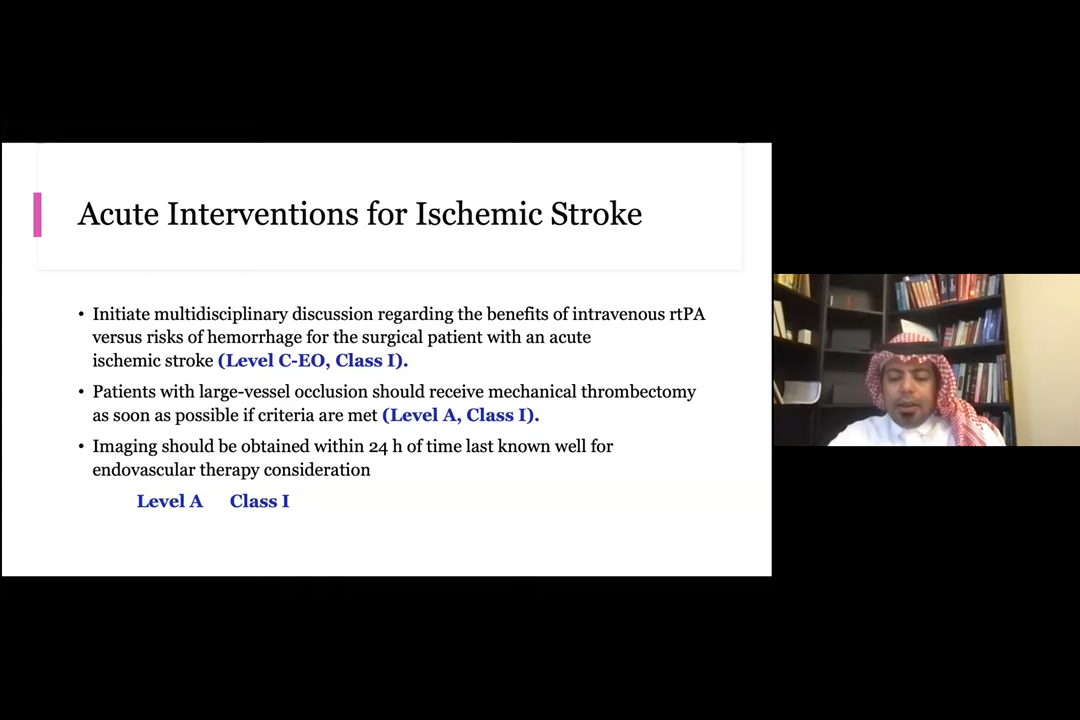 Acute Interventions for Ischemic Stroke
• Initiate multidisciplinary discussion regarding the benefits of intravenous rtPA
versus risks of hemorrhage for the surgical patient with an acute
ischemic stroke (Level C-EO, Class I).
• Patients with large-vessel occlusion should receive mechanical thrombectomy
as soon as possible if criteria are met (Level A, Class I).
• Imaging should be obtained within 24 h of time last known well for
endovascular therapy consideration
Level A Class I